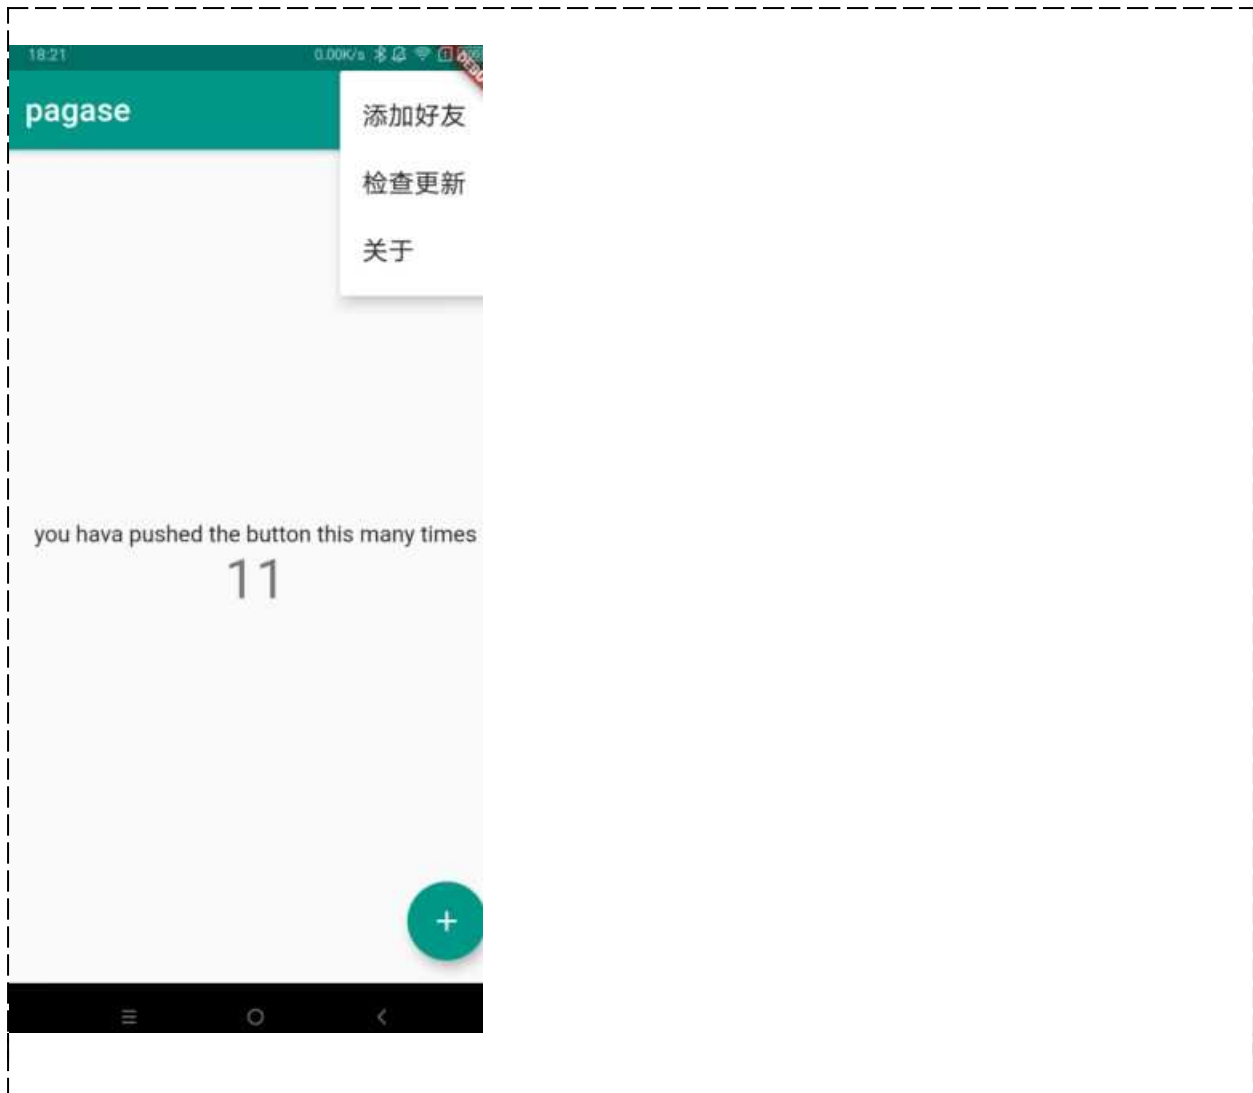 18:21
0.00K/s
pagase
添加好友
检查更新
关于
you hava pushed the button this many times
11
+